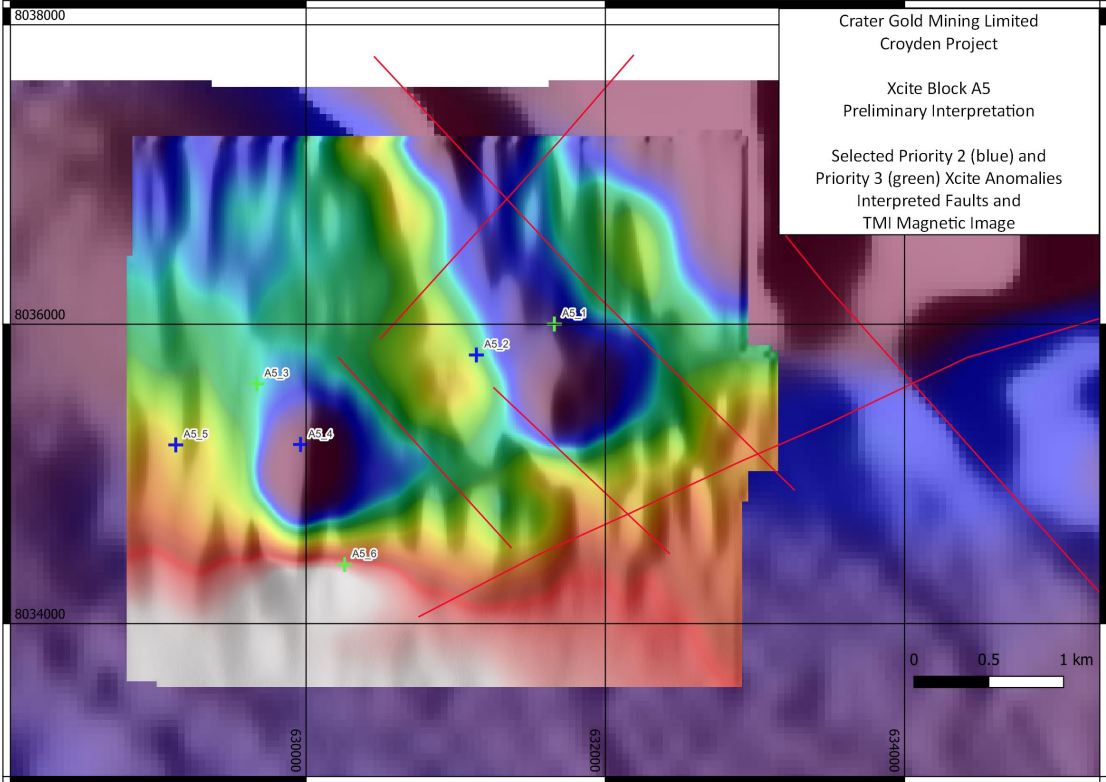 8038000
Crater Gold Mining Limited
Croyden Project
Xcite Block A5
Preliminary Interpretation
Selected Priority 2 (blue) and
Priority 3 (green) Xcite Anomalies
Interpreted Faults and
TMI Magnetic Image
8036000
A5_1
A5_2
A5_3
A5_4
A5_5
A5_6
8034000
0 0.5 1 km
630000
632000
634000